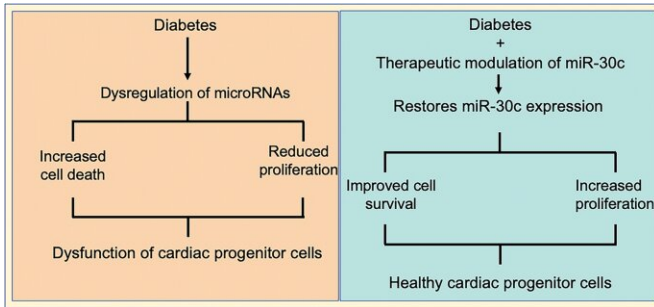 Diabetes
Dysregulation of microRNAs
Increased
cell death
Reduced
proliferation
Dysfunction of cardiac progenitor cells
Diabetes
+
Therapeutic modulation of miR-30c
Restores miR-30c expression
Improved cell
survival
Increased
proliferation
Healthy cardiac progenitor cells